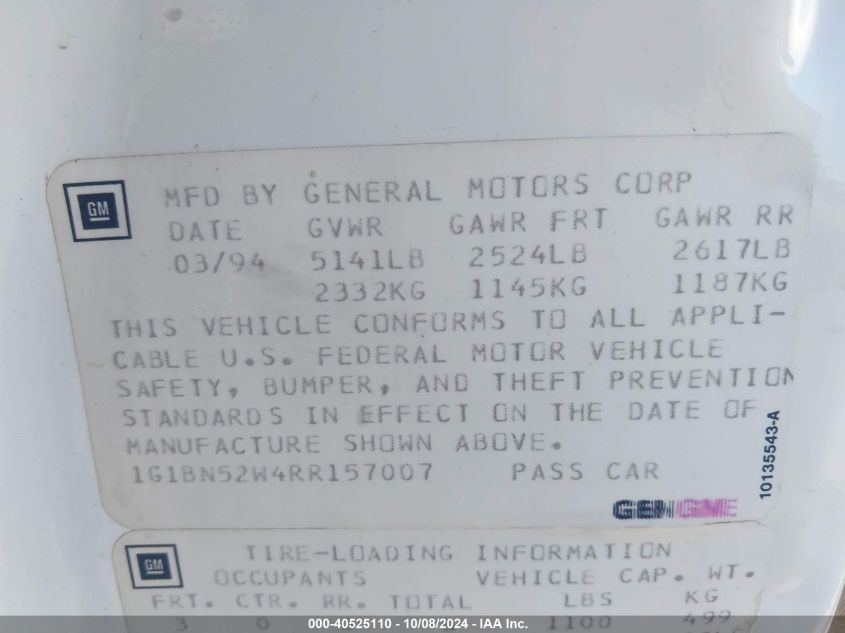 GM
MFD BY GENERAL MOTORS CORP
DATE GVWR GAWR FRT GAWR RR
03/94 5141LB 2524LB 2617LB
2332KG 1145KG 1187KG
THIS VEHICLE CONFORMS TO ALL APPLI-
CABLE U.S. FEDERAL MOTOR VEHICLE
SAFETY, BUMPER, AND THEFT PREVENTION
STANDARDS IN EFFECT ON THE DATE OF
MANUFACTURE SHOWN ABOVE.
1G1BN52W4RR157007 PASS CAR
10135543-A
GM
TIRE-LOADING INFORMATION
OCCUPANTS VEHICLE CAP. WT.
FRT. CTR. RR. TOTAL LBS KG
3 0 1100 499
000-40525110 - 10/08/2024 - IAA Inc.